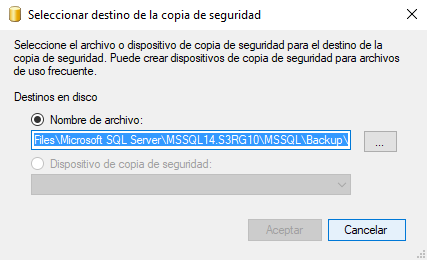 Seleccionar destino de la copia de seguridad
Seleccione el archivo o dispositivo de copia de seguridad para el destino de la
copia de seguridad. Puede crear dispositivos de copia de seguridad para archivos
de uso frecuente.
Destinos en disco
Nombre de archivo:
Files\Microsoft SQL Server\MSSQL14.S3RG10\MSSQL\Backup\
...
Dispositivo de copia de seguridad:
Aceptar
Cancelar